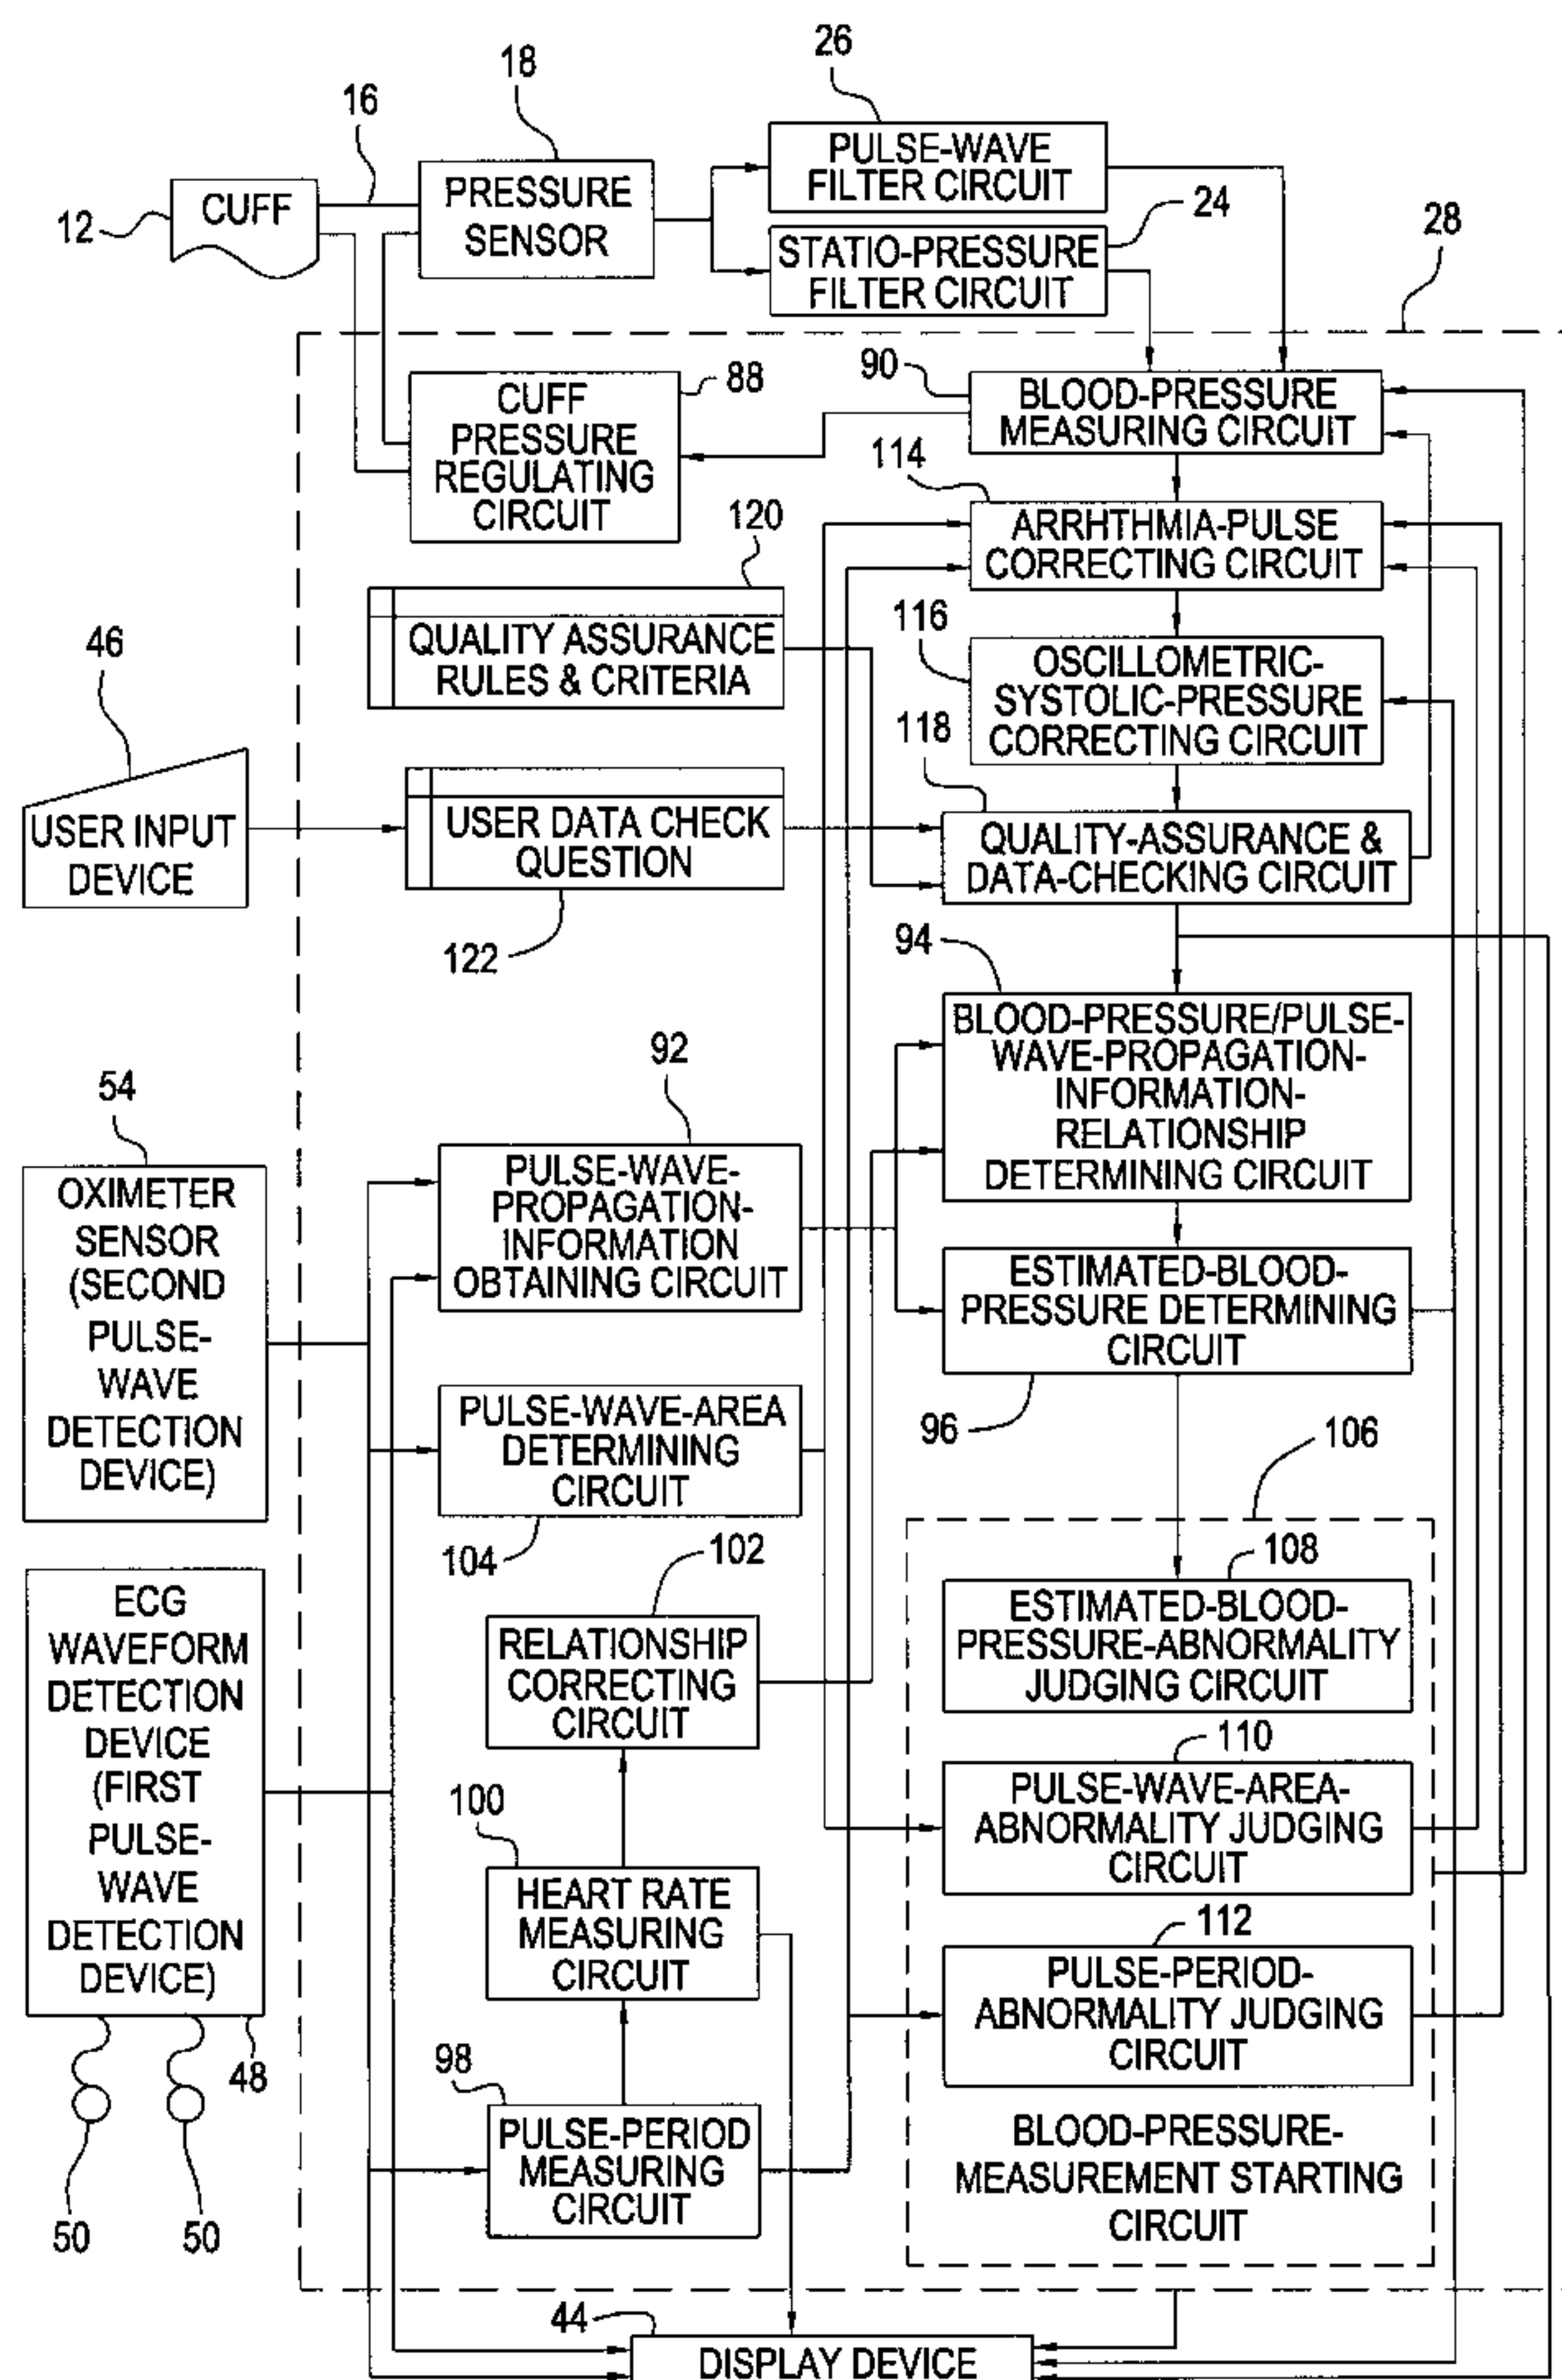 26
18
16
PULSE-WAVE
FILTER CIRCUIT
PRESSURE
SENSOR
CUFF
12
24
28
STATIO-PRESSURE
FILTER CIRCUIT
90
88
CUFF
PRESSURE
REGULATING
CIRCUIT
BLOOD-PRESSURE
MEASURING CIRCUIT
114
120
ARRHTHMIA-PULSE
CORRECTING CIRCUIT
116
QUALITY ASSURANCE
RULES & CRITERIA
46
OSCILLOMETRIC-
SYSTOLIC-PRESSURE
CORRECTING CIRCUIT
118
USER INPUT
DEVICE
USER DATA CHECK
QUESTION
QUALITY-ASSURANCE &
DATA-CHECKING CIRCUIT
122
94
BLOOD-PRESSURE/PULSE-
WAVE-PROPAGATION-
INFORMATION-
RELATIONSHIP
DETERMINING CIRCUIT
92
54
OXIMETER
SENSOR
(SECOND
PULSE-
WAVE
DETECTION
DEVICE)
PULSE-WAVE-
PROPAGATION-
INFORMATION
OBTAINING CIRCUIT
ESTIMATED-BLOOD-
PRESSURE DETERMINING
CIRCUIT
96
PULSE-WAVE-AREA
DETERMINING
CIRCUIT
106
104
102
108
ECG
WAVEFORM
DETECTION
DEVICE
(FIRST
PULSE-
WAVE
DETECTION
DEVICE)
RELATIONSHIP
CORRECTING
CIRCUIT
ESTIMATED-BLOOD-
PRESSURE-ABNORMALITY
JUDGING CIRCUIT
110
100
PULSE-WAVE-AREA-
ABNORMALITY JUDGING
CIRCUIT
HEART RATE
MEASURING
CIRCUIT
112
PULSE-PERIOD-
ABNORMALITY JUDGING
CIRCUIT
98
48
PULSE-PERIOD
MEASURING
CIRCUIT
BLOOD-PRESSURE-
MEASUREMENT STARTING
CIRCUIT
50
50
44
DISPLAY DEVICE